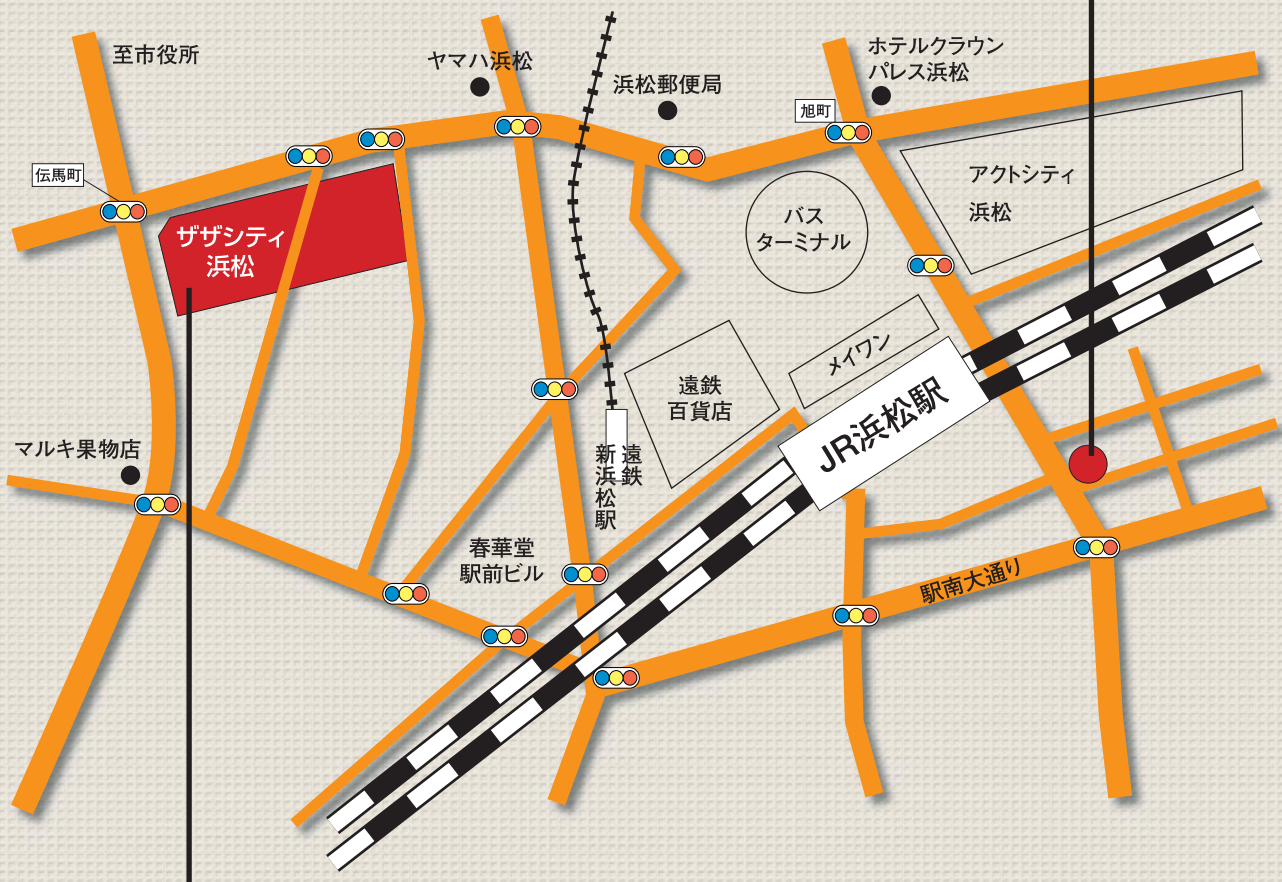 至市役所
ヤマハ浜松
浜松郵便局
ホテルクラウン
パレス浜松
旭町
伝馬町
ザザシティ
浜松
アクトシティ
浜松
バス
ターミナル
メイワン
遠鉄
百貨店
JR浜松駅
遠鉄
新浜松駅
マルキ果物店
春華堂
駅前ビル
駅南大通り